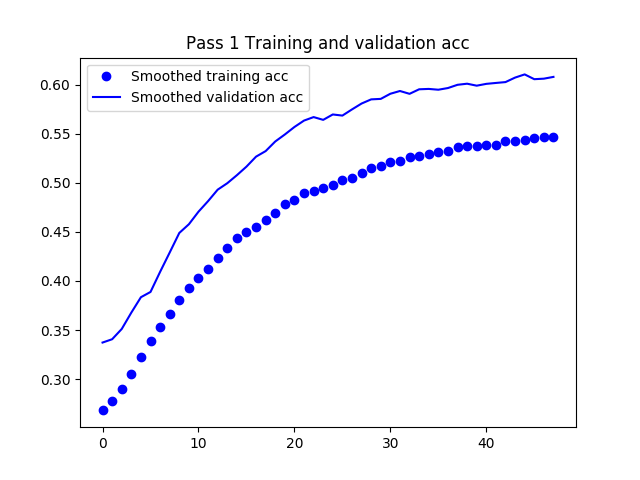 Pass 1 Training and validation acc
Smoothed training acc
Smoothed validation acc
0.60
0.55
0.50
0.45
0.40
0.35
0.30
0 10 20 30 40